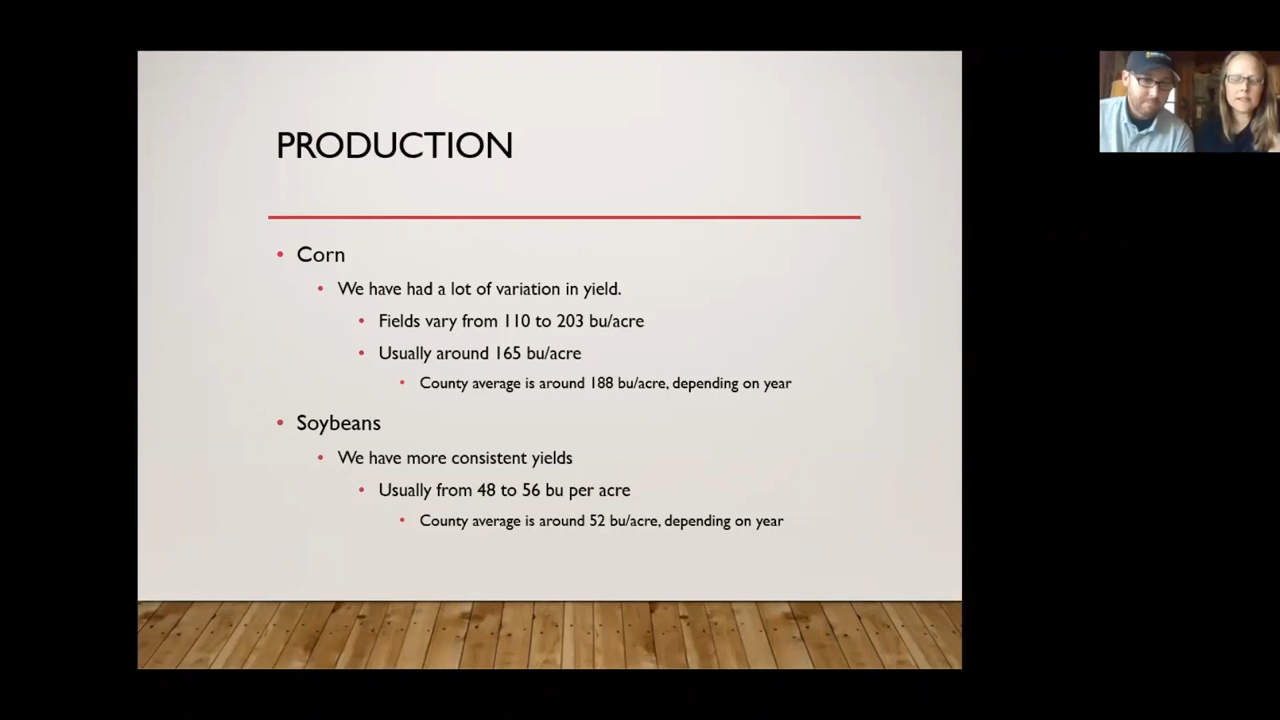 PRODUCTION
• Corn
• We have had a lot of variation in yield.
• Fields vary from 110 to 203 bu/acre
• Usually around 165 bu/acre
• County average is around 188 bu/acre, depending on year
• Soybeans
• We have more consistent yields
• Usually from 48 to 56 bu per acre
• County average is around 52 bu/acre, depending on year